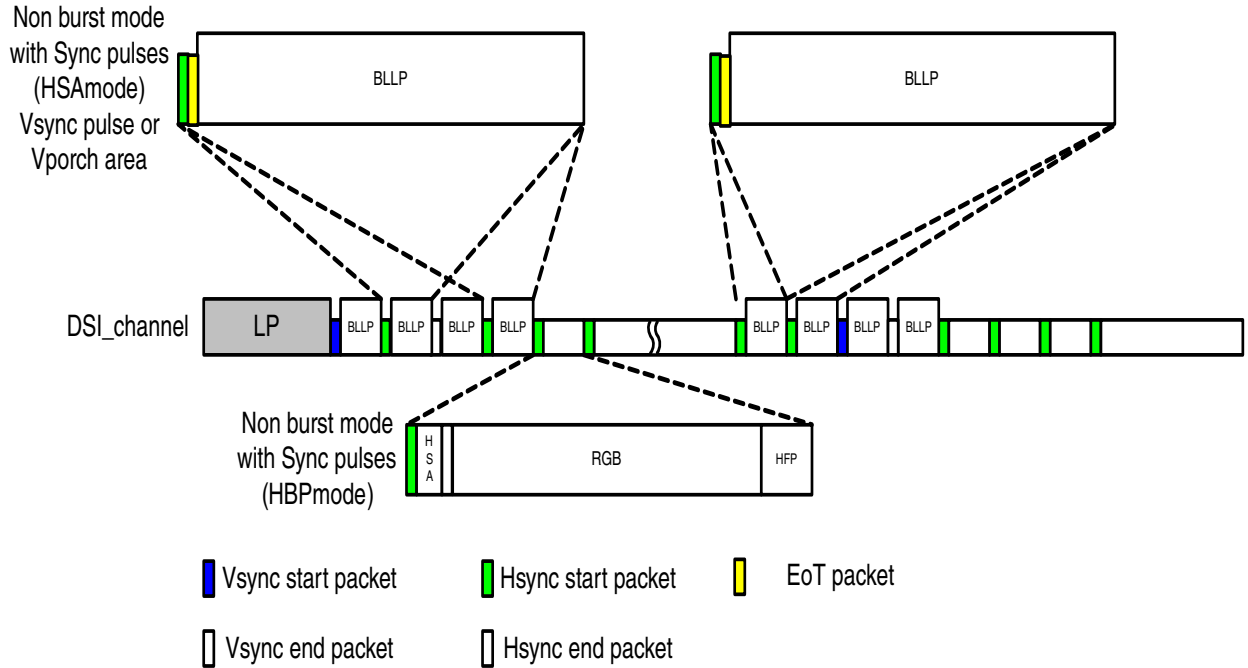 Non burst mode
with Sync pulses
(HSAmode)
Vsync pulse or
Vporch area
BLLP
BLLP
DSI_channel
LP
BLLP
BLLP
BLLP
BLLP
BLLP
BLLP
BLLP
BLLP
Non burst mode
with Sync pulses
(HBPmode)
H
S
A
RGB
HFP
Vsync start packet
Hsync start packet
EoT packet
Vsync end packet
Hsync end packet